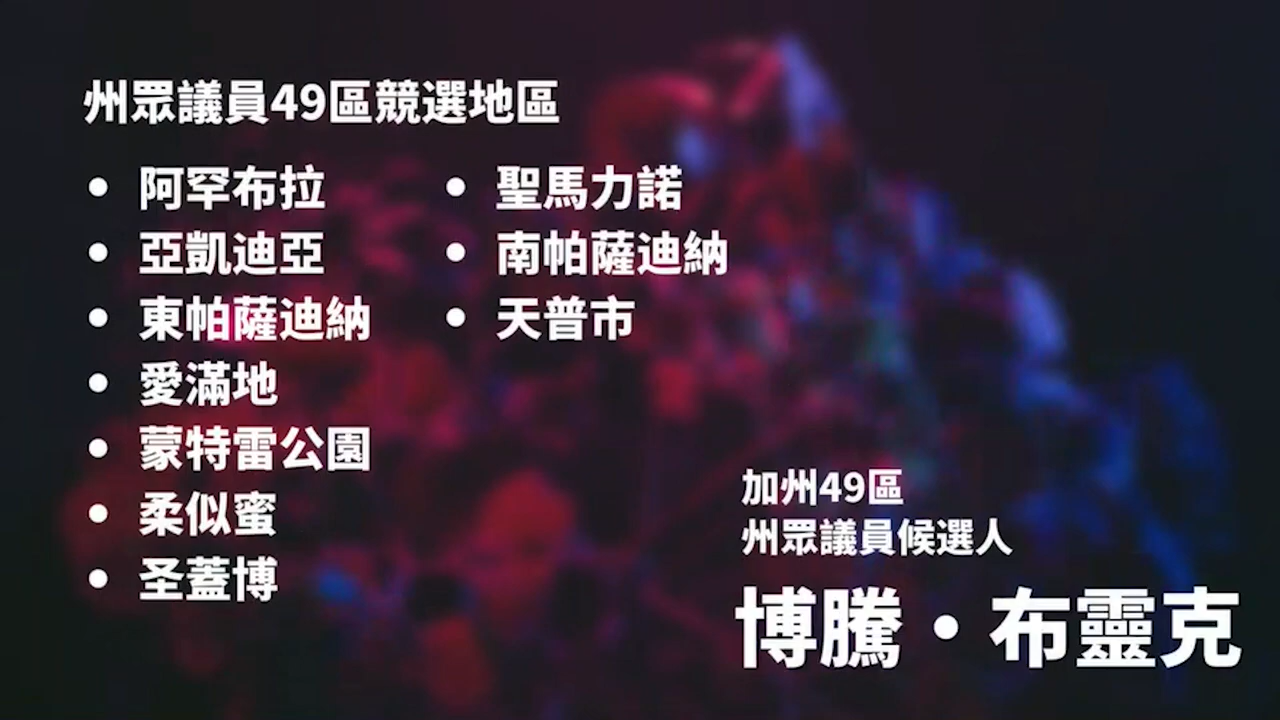 州眾議員49區競選地區
• 阿罕布拉
• 亞凱迪亞
• 東帕薩迪納
• 愛滿地
• 蒙特雷公園
• 柔似蜜
• 圣蓋博
• 聖馬力諾
• 南帕薩迪納
• 天普市
加州49區
州眾議員候選人
博騰·布靈克